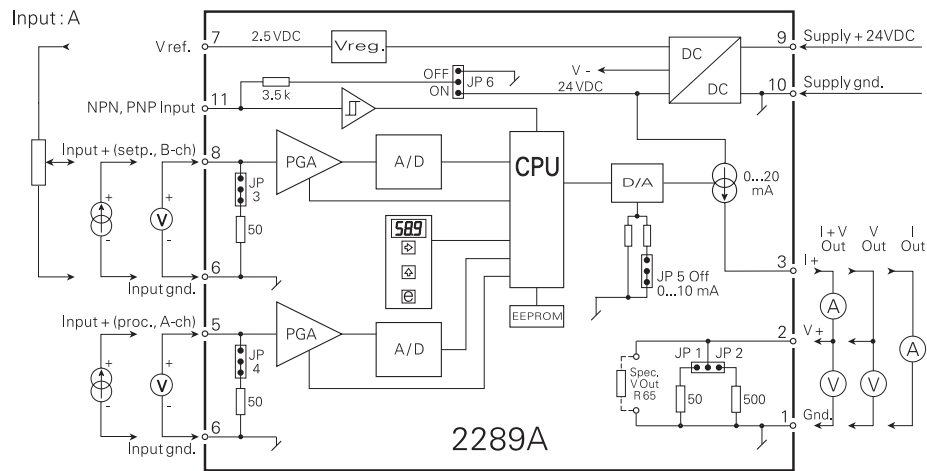 Input : A
V ref.
7
2.5 VDC
Vreg.
DC
DC
9
Supply + 24VDC
V -
24 VDC
10
Supply gnd.
OFF
ON
JP 6
3.5 k
NPN, PNP Input
11
Input + (setp., B-ch)
8
PGA
A/D
CPU
D/A
0...20
mA
JP
3
50
+
-
V
+
-
6
Input gnd.
58.9
e
EEPROM
JP 5 Off
0...10 mA
I + V
Out
V
Out
I
Out
3
I +
A
Input + (proc., A-ch)
5
PGA
A/D
JP
4
50
+
-
V
+
-
6
Input gnd.
2
V +
JP 1
JP 2
Spec.
V Out
R 65
50
500
V
V
A
1
Gnd.
2289A